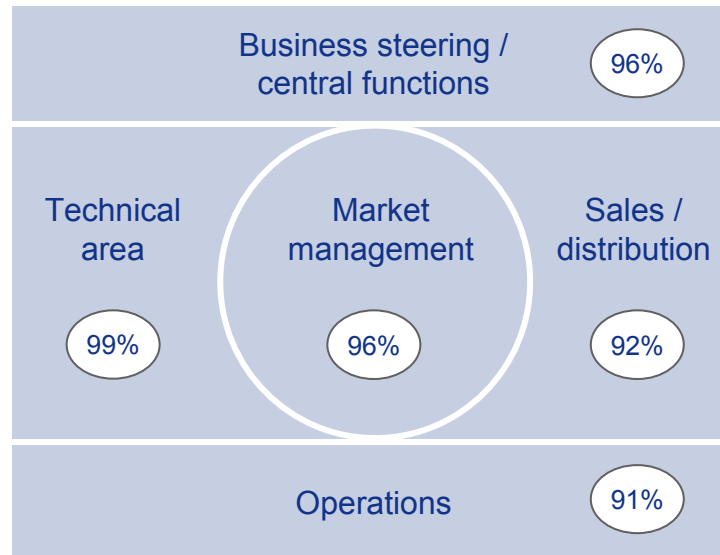 Business steering /
central functions
96%
Technical
area
99%
Market
management
96%
Sales /
distribution
92%
Operations
91%